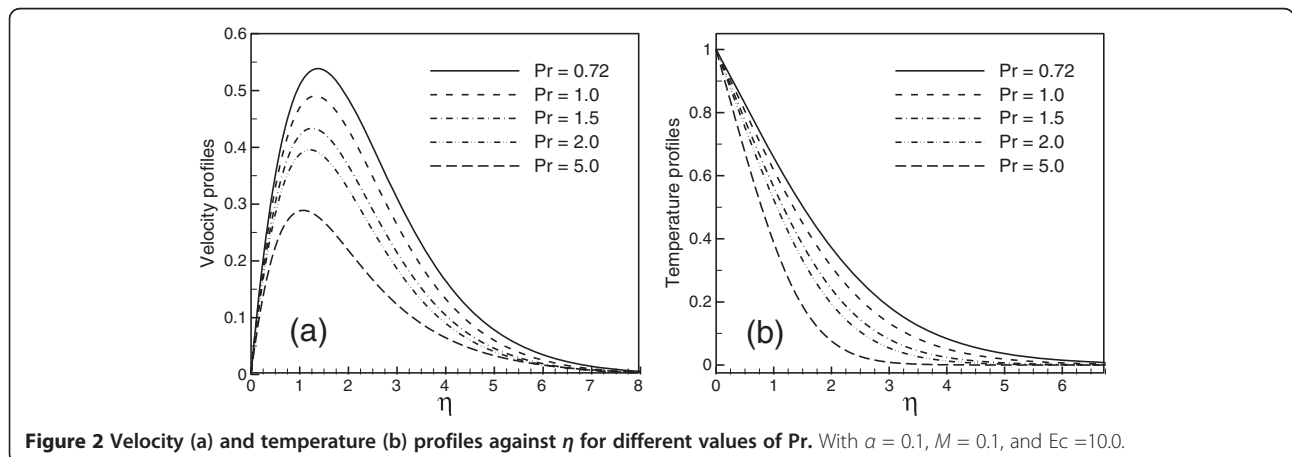 0.6
0.5
0.4
0.3
0.2
0.1
0
Velocity profiles
Pr = 0.72
Pr = 1.0
Pr = 1.5
Pr = 2.0
Pr = 5.0
(a)
0 1 2 3 4 5 6 7 8
η
1
0.8
0.6
0.4
0.2
0
Temperature profiles
Pr = 0.72
Pr = 1.0
Pr = 1.5
Pr = 2.0
Pr = 5.0
(b)
0 1 2 3 4 5 6
η
Figure 2 Velocity (a) and temperature (b) profiles against η for different values of Pr. With α = 0.1, M = 0.1, and Ec =10.0.